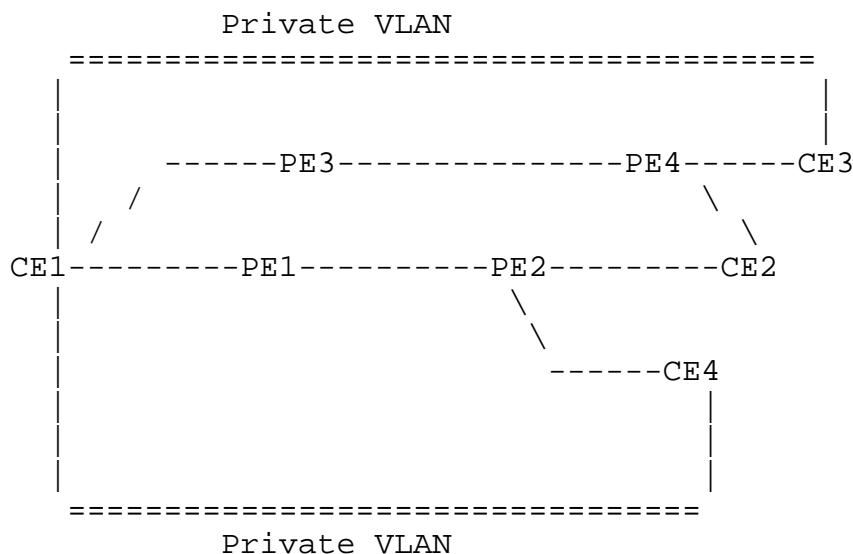 Private VLAN
PE3 PE4 CE3
CE1 PE1 PE2 CE2
CE4
Private VLAN